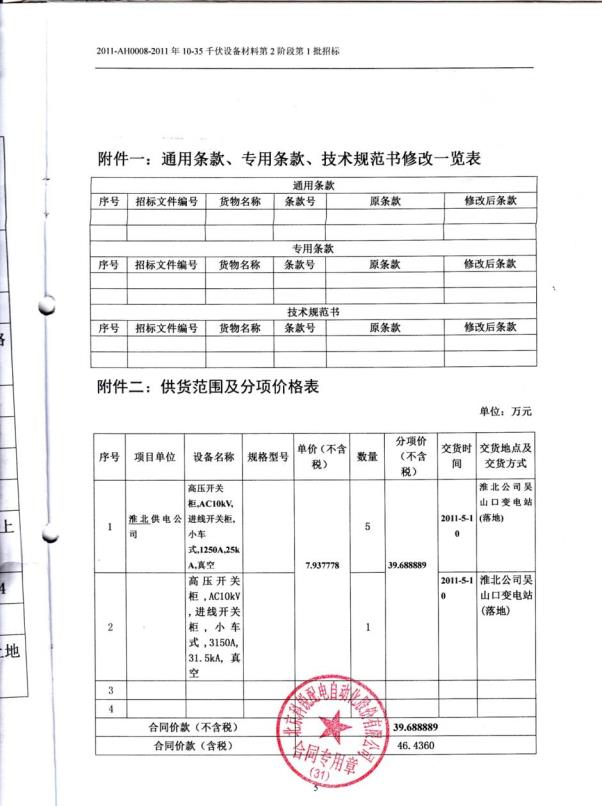 2011-AH0008-2011 年 10-35 千伏设备材料第 2 阶段第 1 批招标
附件一：通用条款、专用条款、技术规范书修改一览表
通用条款
序号 招标文件编号 货物名称 条款号 原条款 修改后条款
专用条款
序号 招标文件编号 货物名称 条款号 原条款 修改后条款
技术规范书
序号 招标文件编号 货物名称 条款号 原条款 修改后条款
附件二：供货范围及分项价格表
单位：万元
序号 项目单位 设备名称 规格型号 单价（不含
税） 数量 分项价
（不含
税） 交货时
间 交货地点及
交货方式
1
淮北供电公
司
高压开关
柜,AC10kV,
进线开关柜,
小车
式,1250A,25k
A,真空
7.937778
5
39.688889
2011-5-1
0
淮北公司吴
山口变电站
(落地)
2
高压开关
柜,AC10kV
,进线开关
柜，小车
式,3150A,
31.5kA, 真
空
1
2011-5-1
0
淮北公司吴
山口变电站
(落地)
3
4
合同价款（不含税） 39.688889
合同价款（含税） 46.4360
北京科锐配电自动化股份有限公司
合同专用章
(31)
5
上
4
地